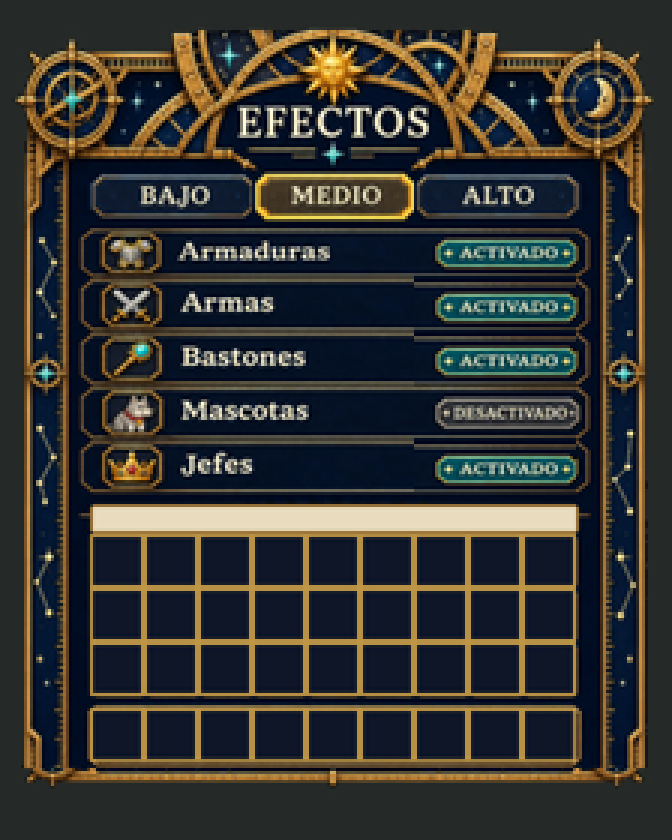 EFECTOS
BAJO MEDIO ALTO
Armaduras ACTIVADO
Armas ACTIVADO
Bastones ACTIVADO
Mascotas DESACTIVADO
Jefes ACTIVADO